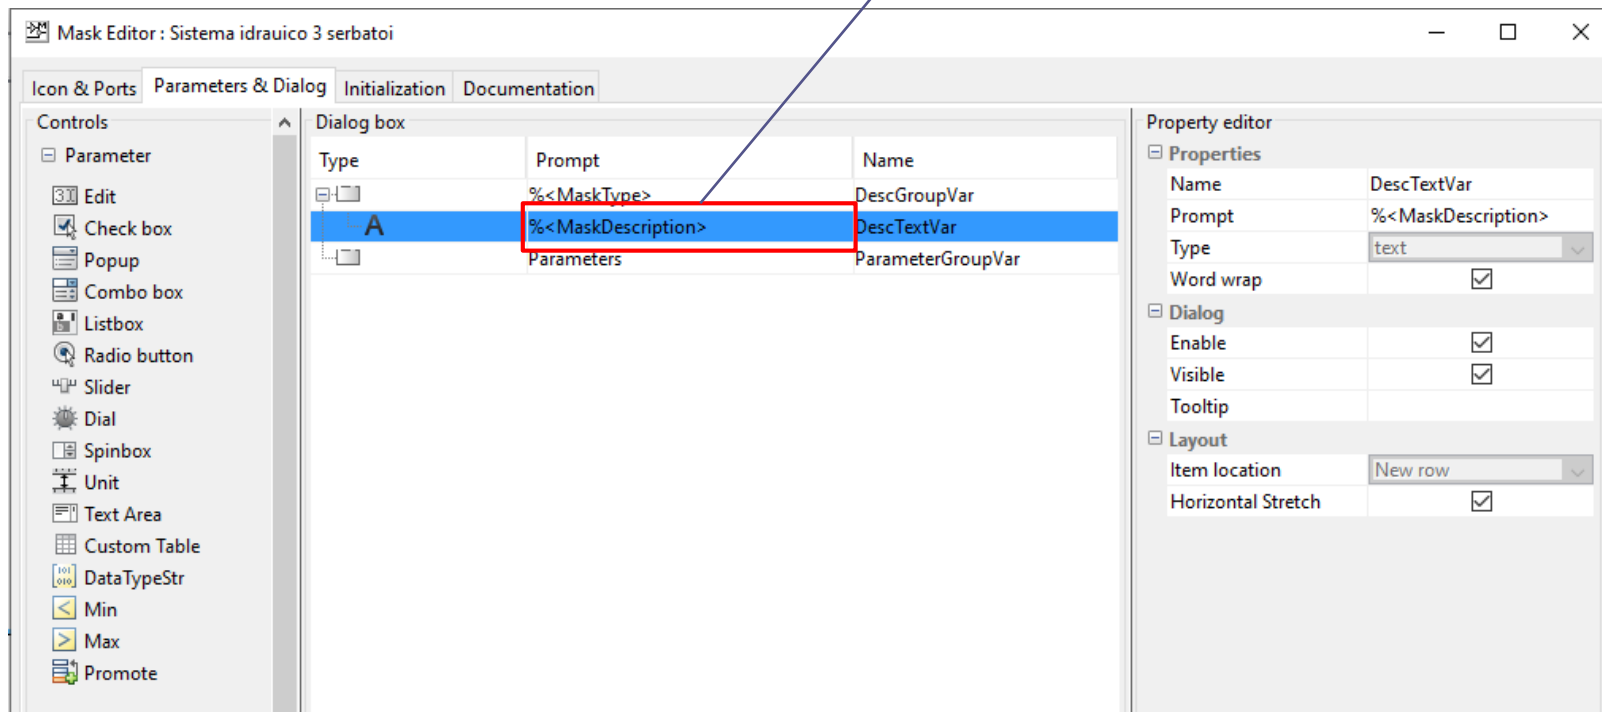 Mask Editor : Sistema idrauico 3 serbatoi
Icon & Ports Parameters & Dialog Initialization Documentation
Controls
Parameter
Edit
Check box
Popup
Combo box
Listbox
Radio button
Slider
Dial
Spinbox
Unit
Text Area
Custom Table
DataTypeStr
Min
Max
Promote
Dialog box
Type Prompt Name
%<MaskType> DescGroupVar
A %<MaskDescription> DescTextVar
Parameters ParameterGroupVar
Property editor
Properties
Name DescTextVar
Prompt %<MaskDescription>
Type text
Word wrap
Dialog
Enable
Visible
Tooltip
Layout
Item location New row
Horizontal Stretch